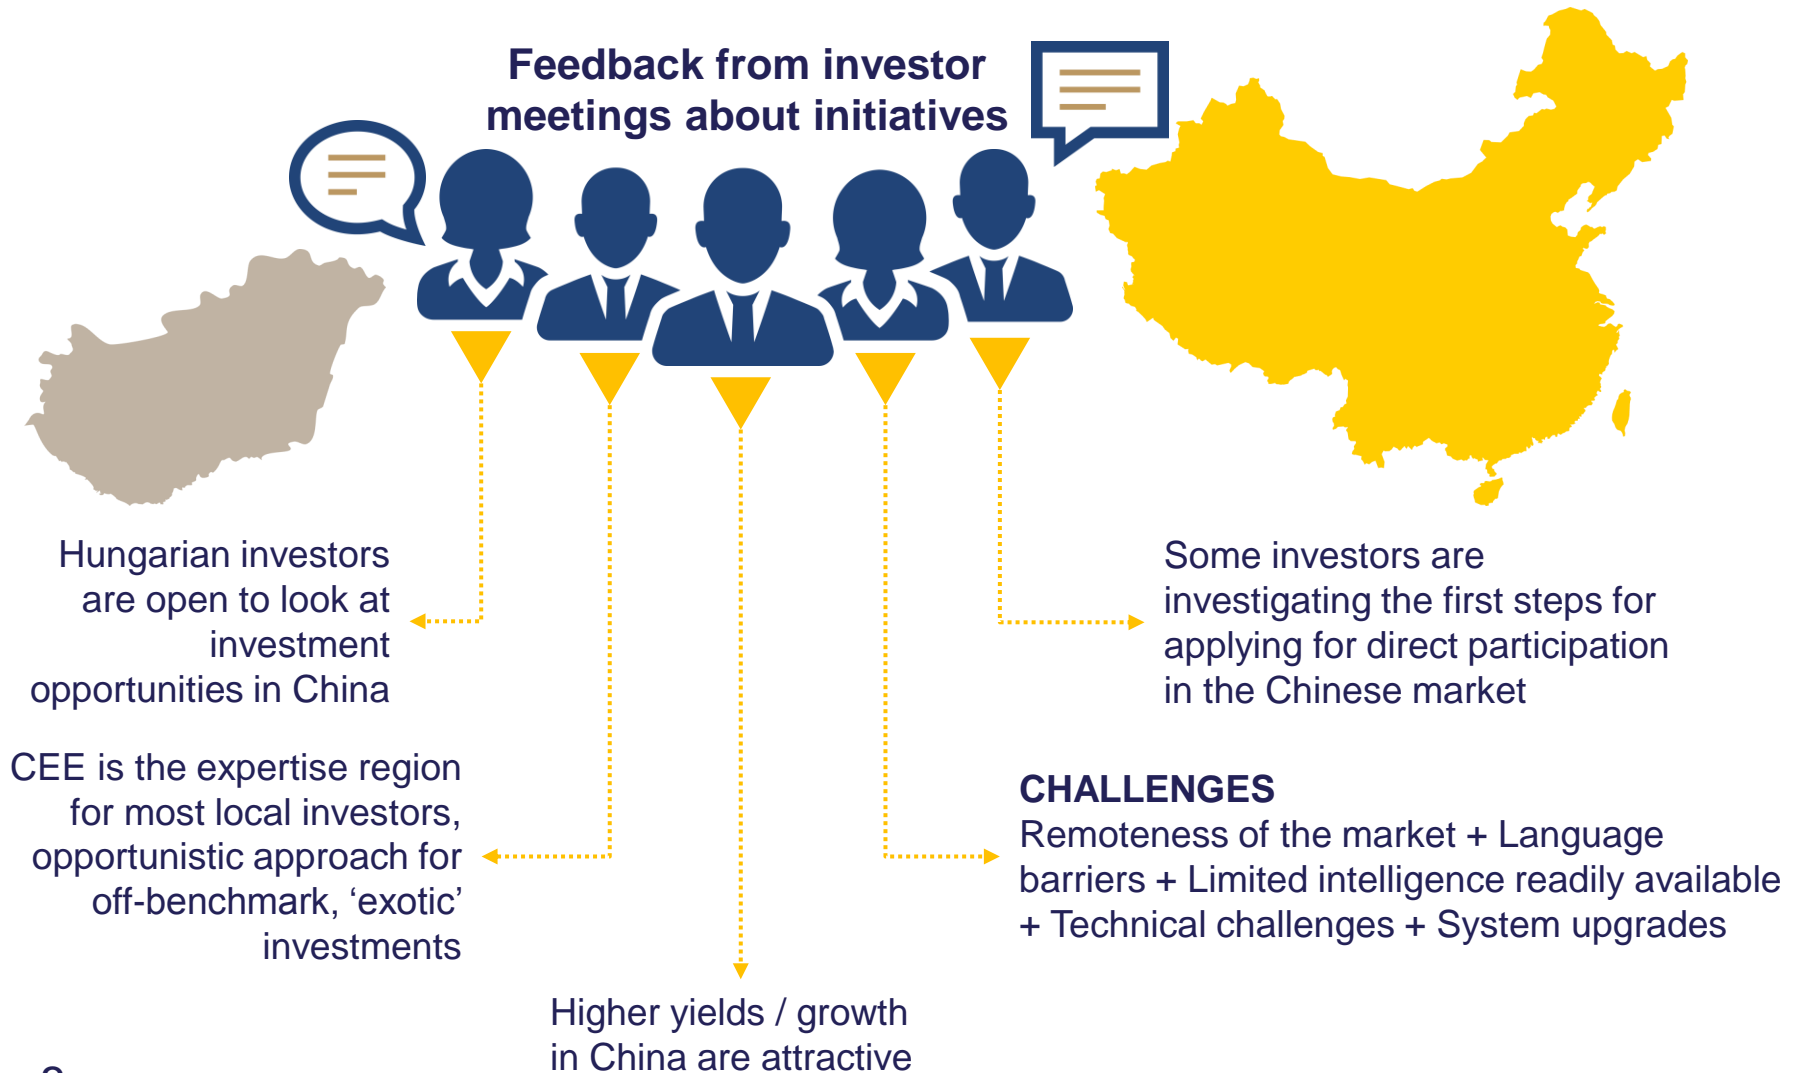 Feedback from investor
meetings about initiatives
Hungarian investors
are open to look at
investment
opportunities in China
CEE is the expertise region
for most local investors,
opportunistic approach for
off-benchmark, ‘exotic’
investments
Higher yields / growth
in China are attractive
Some investors are
investigating the first steps for
applying for direct participation
in the Chinese market
CHALLENGES
Remoteness of the market + Language
barriers + Limited intelligence readily available
+ Technical challenges + System upgrades